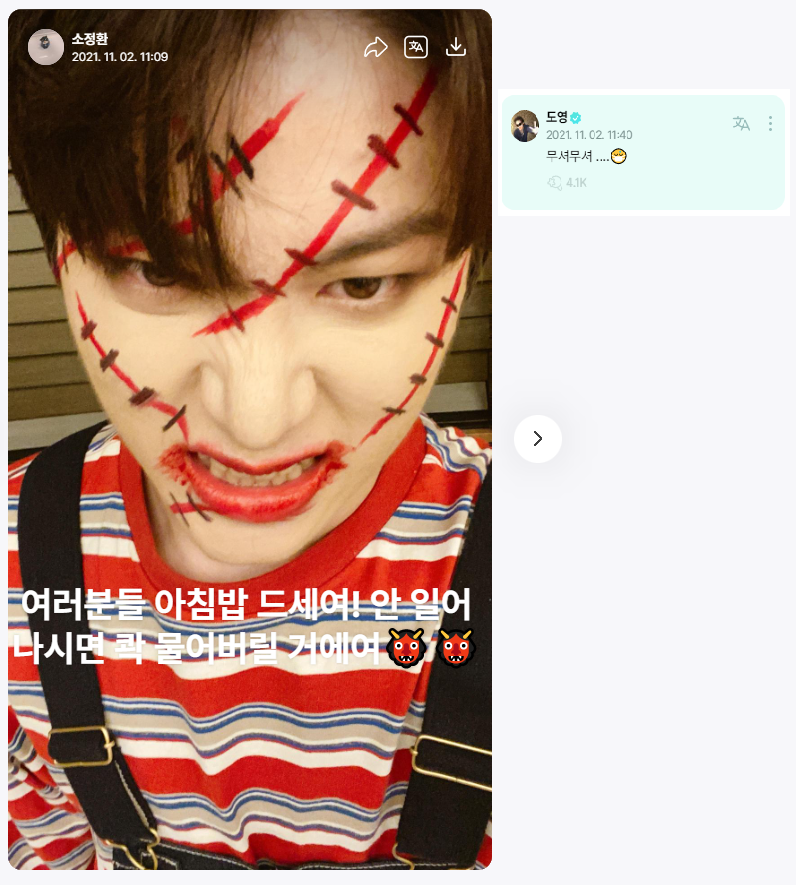 소정환
2021. 11. 02. 11:09
도영
2021. 11. 02. 11:40
무셔무셔 ....😷
4.1K
여러분들 아침밥 드세여! 안 일어
나시면 콱 물어버릴 거에여👹👹